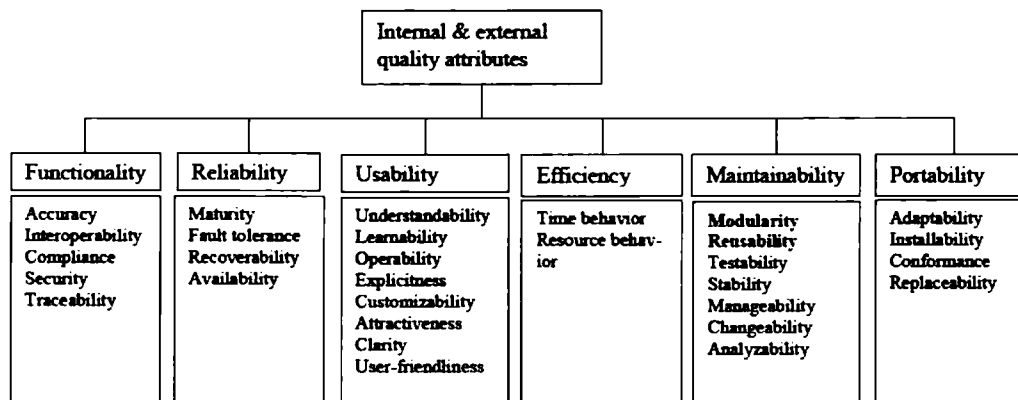 Internal & external
quality attributes
Functionality
Accuracy
Interoperability
Compliance
Security
Traceability
Reliability
Maturity
Fault tolerance
Recoverability
Availability
Usability
Understandability
Learnability
Operability
Explicitness
Customizability
Attractiveness
Clarity
User-friendliness
Efficiency
Time behavior
Resource behav-
ior
Maintainability
Modularity
Reusability
Testability
Stability
Manageability
Changeability
Analyzability
Portability
Adaptability
Installability
Conformance
Replaceability